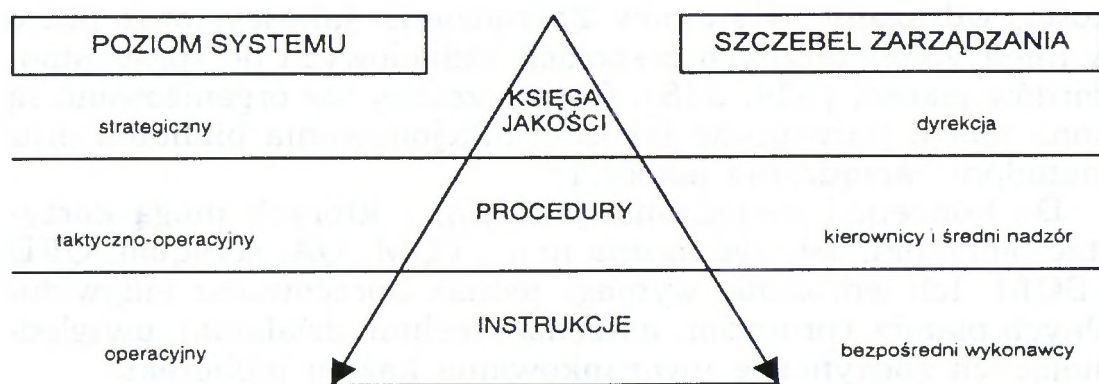 POZIOM SYSTEMU
SZCZEBEL ZARZĄDZANIA
KSIĘGA
JAKOŚCI
strategiczny
dyrekcja
PROCEDURY
taktyczno-operacyjny
kierownicy i średni nadzór
INSTRUKCJE
operacyjny
bezpośredni wykonawcy